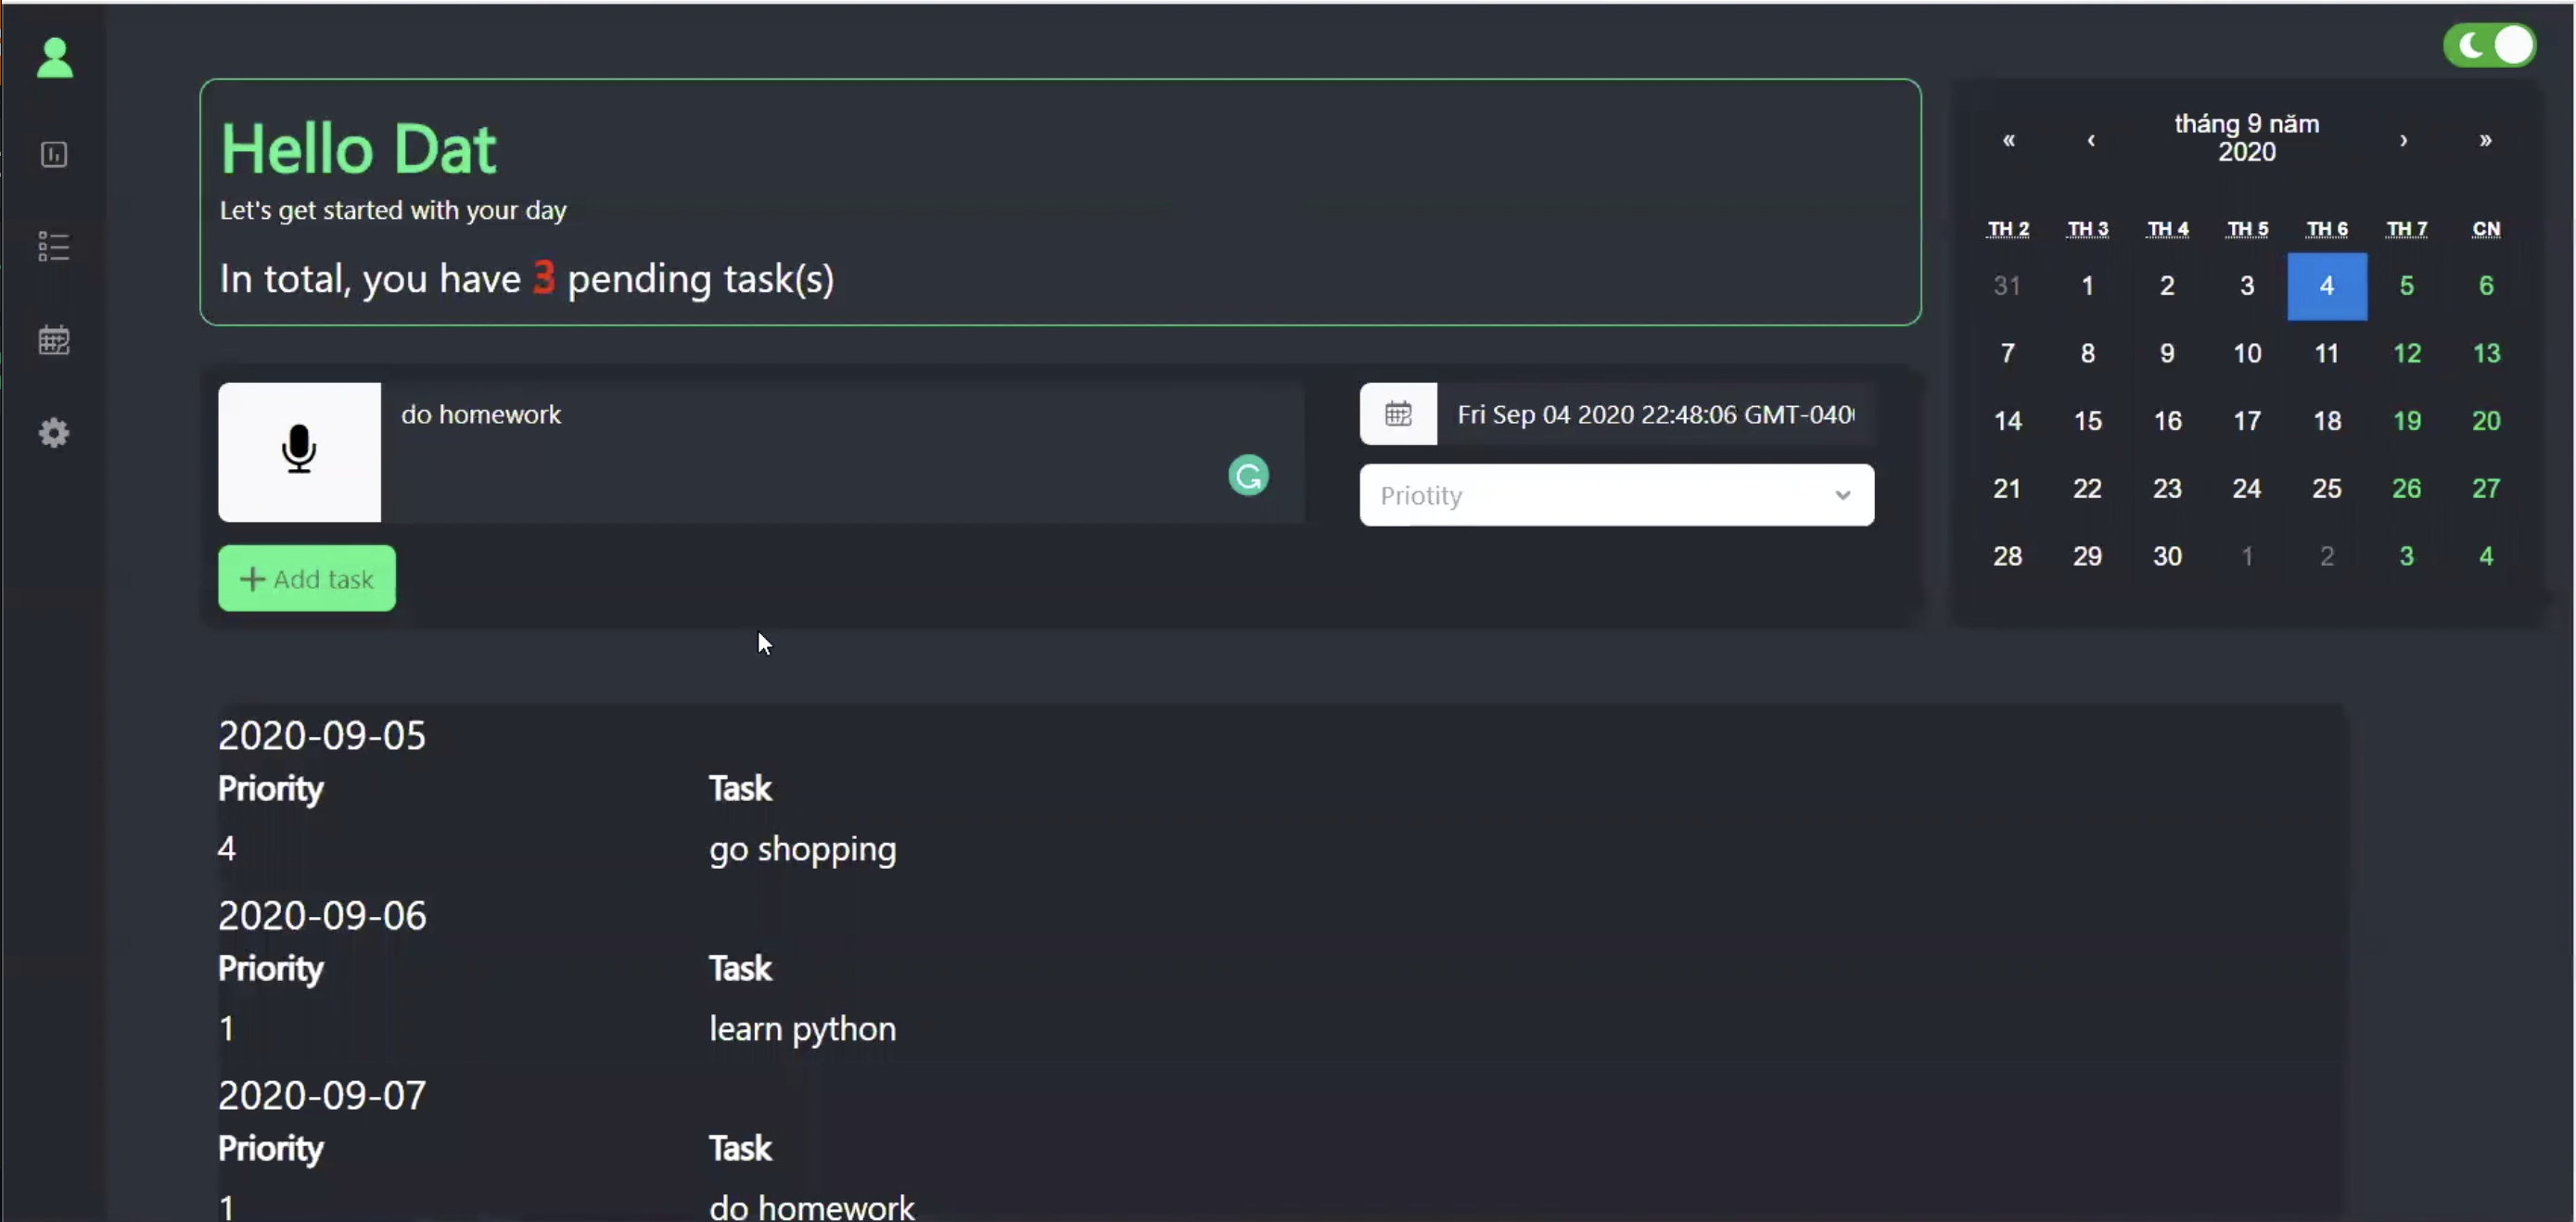 Hello Dat
Let's get started with your day
In total, you have 3 pending task(s)
do homework
Fri Sep 04 2020 22:48:06 GMT-040
Priotity
+ Add task
« ‹ tháng 9 năm 2020 › »
TH 2 TH 3 TH 4 TH 5 TH 6 TH 7 CN
31 1 2 3 4 5 6
7 8 9 10 11 12 13
14 15 16 17 18 19 20
21 22 23 24 25 26 27
28 29 30 1 2 3 4
2020-09-05
Priority Task
4 go shopping
2020-09-06
Priority Task
1 learn python
2020-09-07
Priority Task
1 do homework